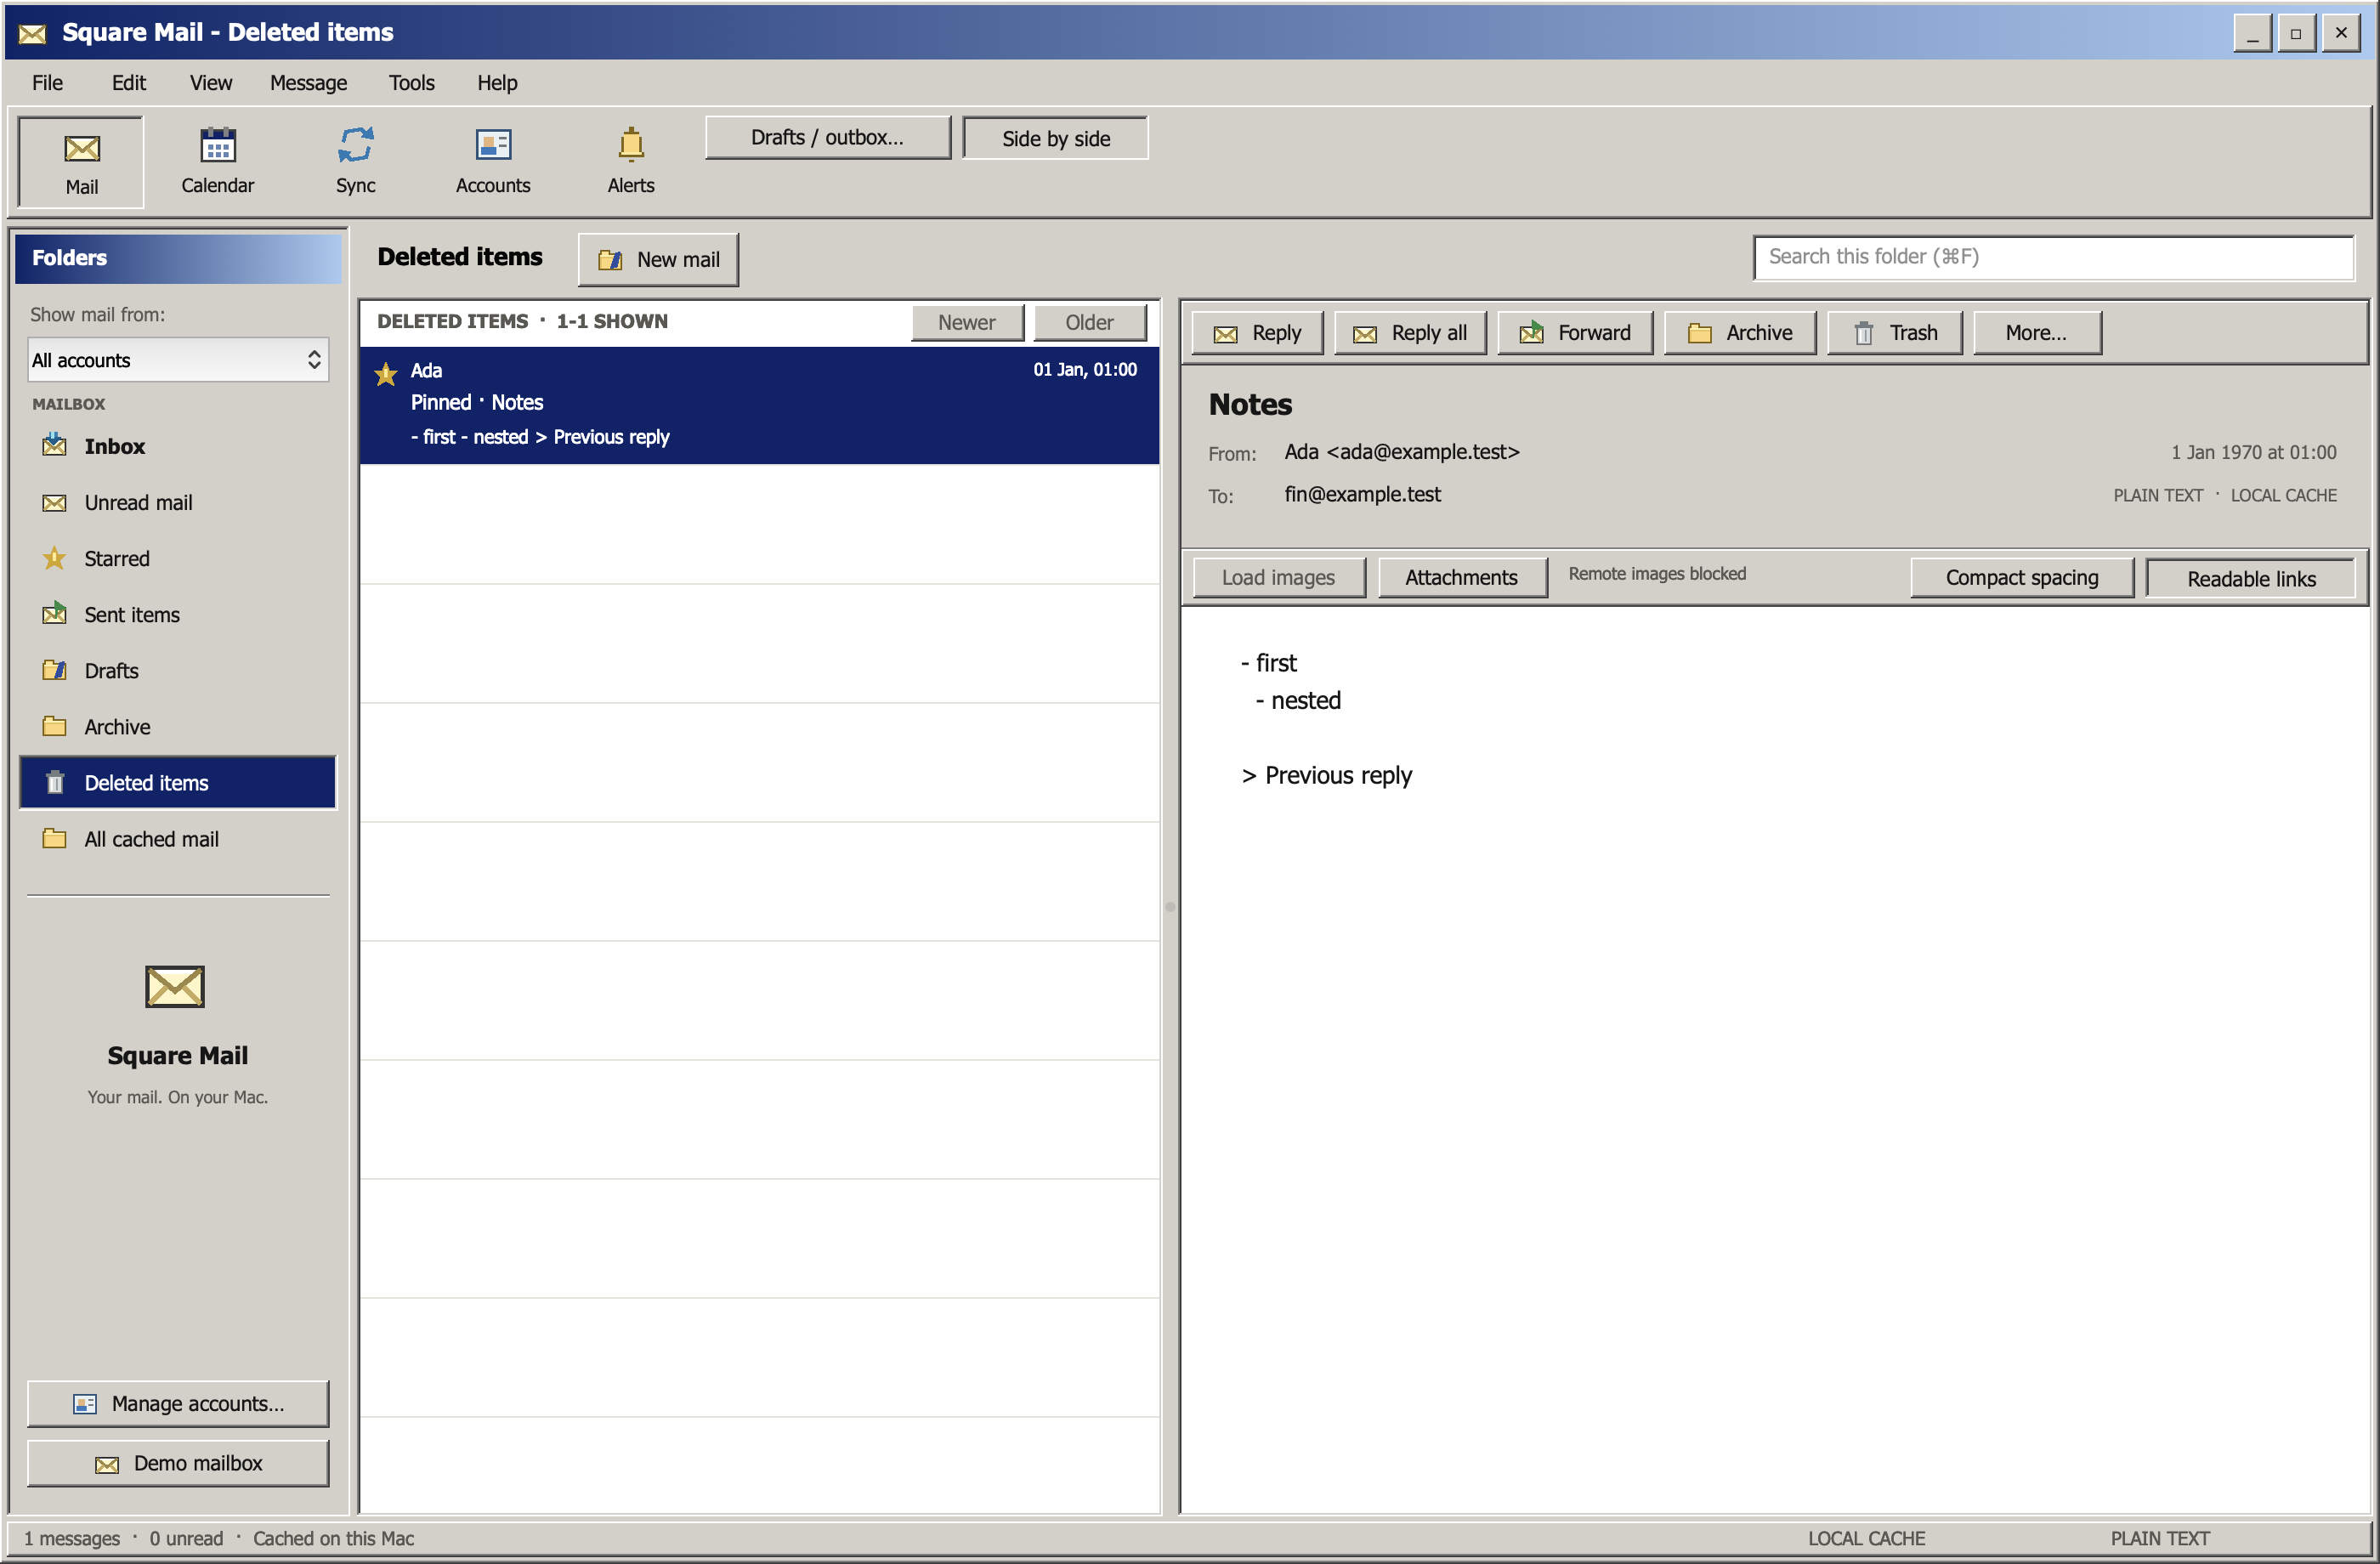 Square Mail - Deleted items
File Edit View Message Tools Help
Mail Calendar Sync Accounts Alerts Drafts / outbox... Side by side
Folders
Show mail from:
All accounts
MAILBOX
Inbox
Unread mail
Starred
Sent items
Drafts
Archive
Deleted items
All cached mail
Square Mail
Your mail. On your Mac.
Manage accounts...
Demo mailbox
Deleted items New mail
Search this folder (⌘F)
DELETED ITEMS · 1-1 SHOWN Newer Older
Ada 01 Jan, 01:00
Pinned · Notes
- first - nested > Previous reply
Reply Reply all Forward Archive Trash More...
Notes
From: Ada <ada@example.test> 1 Jan 1970 at 01:00
To: fin@example.test PLAIN TEXT · LOCAL CACHE
Load images Attachments Remote images blocked Compact spacing Readable links
- first
- nested
> Previous reply
1 messages · 0 unread · Cached on this Mac LOCAL CACHE PLAIN TEXT